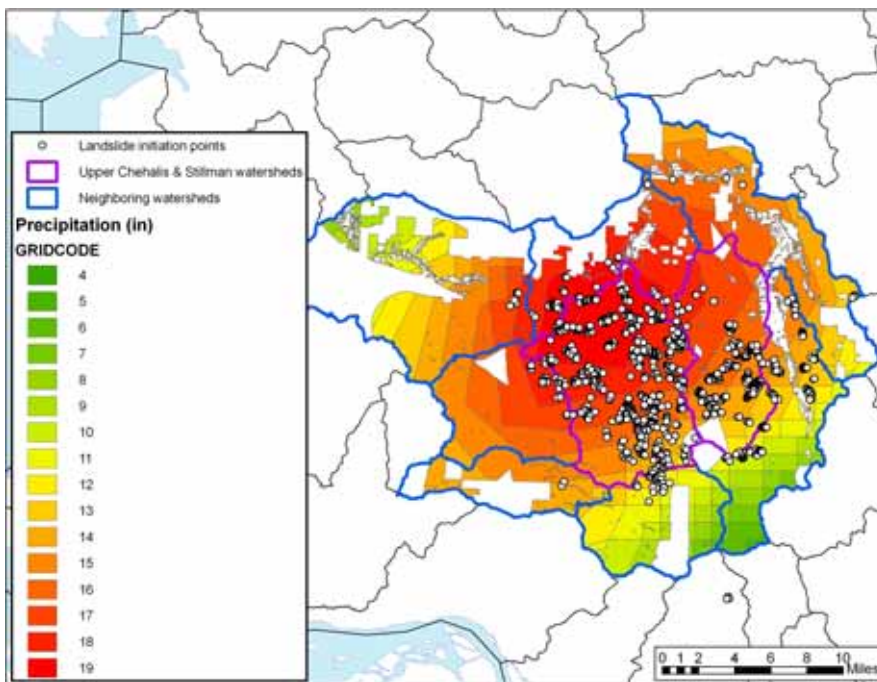 Landslide initiation points
Upper Chehalis & Stillman watersheds
Neighboring watersheds
Precipitation (in)
GRIDCODE
4
5
6
7
8
9
10
11
12
13
14
15
16
17
18
19
0 1 2 4 6 8 10
Miles